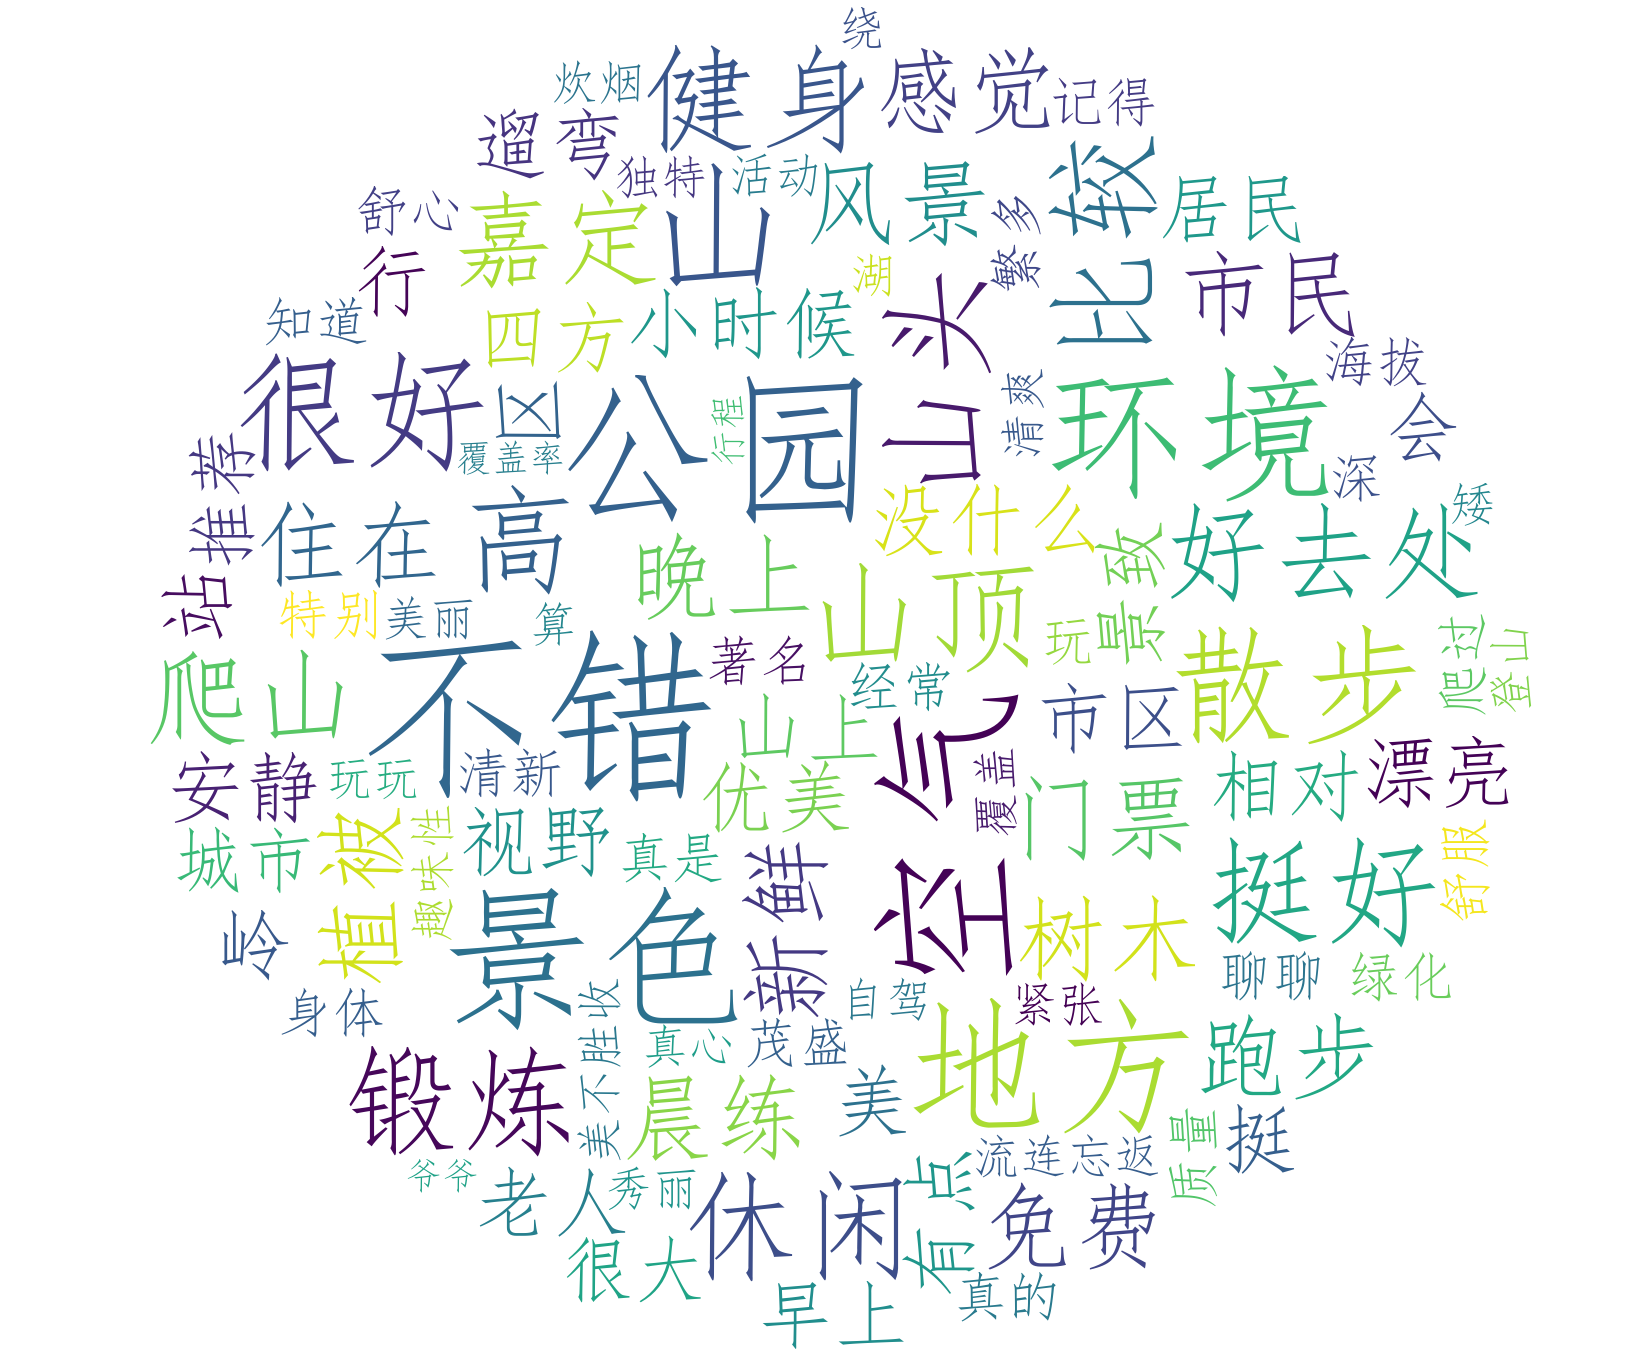 绕
炊烟
健身
感觉
记得
遛弯
独特
活动
山
风景
比较
居民
舒心
嘉定
繁多
行
湖
市民
知道
四方
小时候
山头
海拔
很好
区
公园
行程
清爽
环境
会
覆盖率
推荐
住在
高
没什么
景致
深
好去处
矮
站
晚上
山顶
特别
美丽
算
玩
散步
爬过
登山
爬山
不错
著名
经常
市区
山上
空气
安静
玩玩
清新
优美
覆盖
门票
相对
漂亮
城市
植被
趣味性
视野
真是
新鲜
挺好
舒服
岭
景色
树木
聊聊
绿化
身体
美不胜收
自驾
紧张
真心
茂盛
地方
跑步
锻炼
晨练
美
质量
挺
爷爷
老人
秀丽
休闲
有点
流连忘返
免费
很大
早上
真的